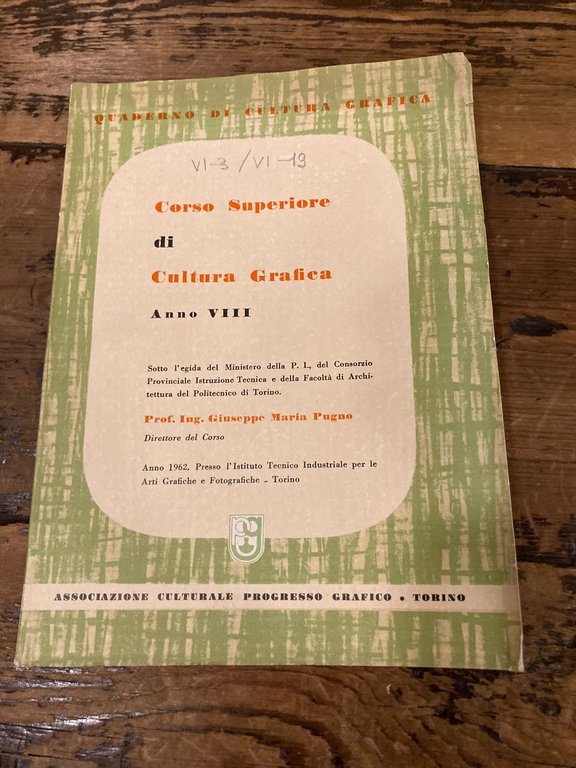 QUADERNO DI CULTURA GRAFICA
VI-3 / VI-19
Corso Superiore
di
Cultura Grafica
Anno VIII
Sotto l'egida del Ministero della P. I., del Consorzio
Provinciale Istruzione Tecnica e della Facoltà di Archi-
tettura del Politecnico di Torino.
Prof. Ing. Giuseppe Maria Pugno
Direttore del Corso
Anno 1962. Presso l'Istituto Tecnico Industriale per le
Arti Grafiche e Fotografiche - Torino
ASSOCIAZIONE CULTURALE PROGRESSO GRAFICO • TORINO